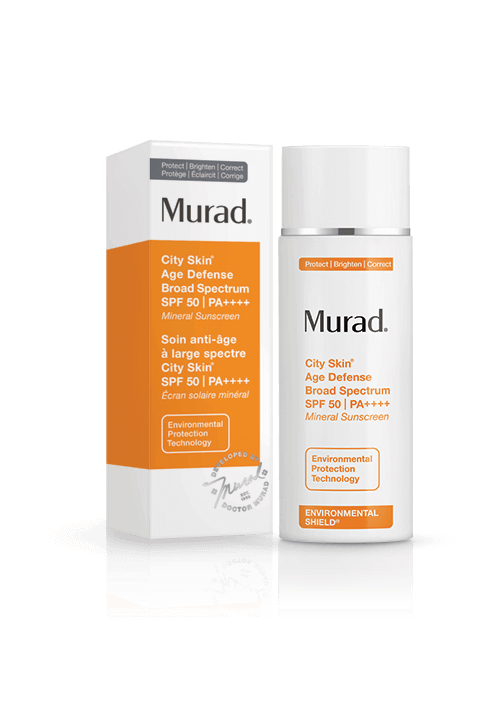 Protect | Brighten | Correct
Protège | Éclaircit | Corrige
Murad®
City Skin®
Age Defense
Broad Spectrum
SPF 50 | PA++++
Mineral Sunscreen
Soin anti-âge
à large spectre
City Skin®
SPF 50 | PA++++
Écran solaire minéral
Environmental
Protection
Technology
DEVELOPED BY
Murad
EST.
1989
DOCTOR MURAD
Protect | Brighten | Correct
Murad®
City Skin®
Age Defense
Broad Spectrum
SPF 50 | PA++++
Mineral Sunscreen
Environmental
Protection
Technology
ENVIRONMENTAL
SHIELD®